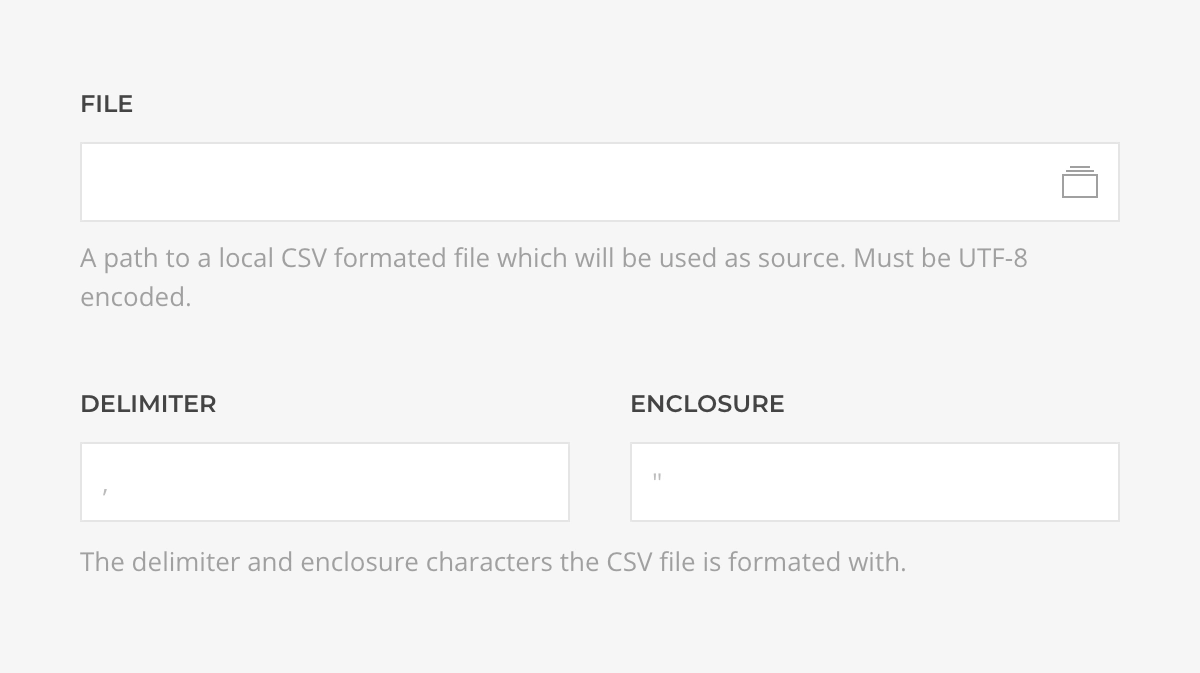 FILE
A path to a local CSV formated file which will be used as source. Must be UTF-8
encoded.
DELIMITER
ENCLOSURE
,
"
The delimiter and enclosure characters the CSV file is formated with.